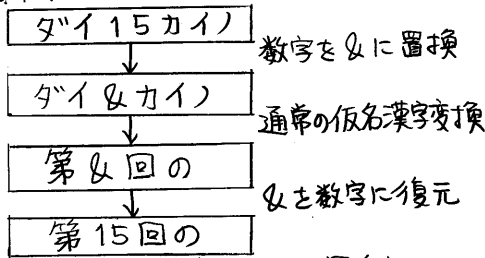 ダイ15カイノ
数字を&に置換
ダイ&カイノ
通常の仮名漢字変換
第&回の
&を数字に復元
第15回の